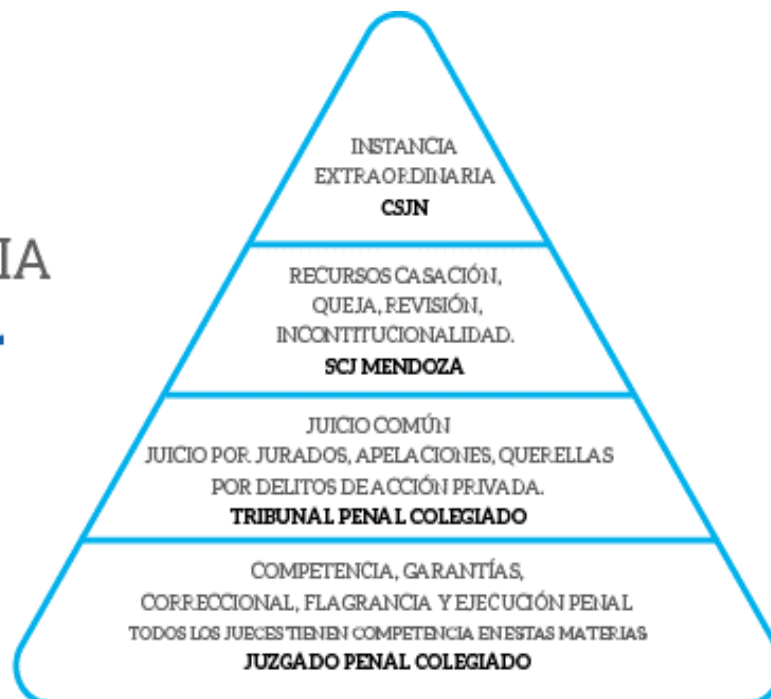 INSTANCIA
EXTRAORDINARIA
CSJN
IA
RECURSOS CASACIÓN,
QUEJA, REVISIÓN,
INCONTITUCIONALIDAD.
SCJ MENDOZA
JUICIO COMÚN
JUICIO POR JURADOS, APELACIONES, QUERELLAS
POR DELITOS DE ACCIÓN PRIVADA.
TRIBUNAL PENAL COLEGIADO
COMPETENCIA, GARANTÍAS,
CORRECCIONAL, FLAGRANCIA Y EJECUCIÓN PENAL
TODOS LOS JUECES TIENEN COMPETENCIA EN ESTAS MATERIAS
JUZGADO PENAL COLEGIADO